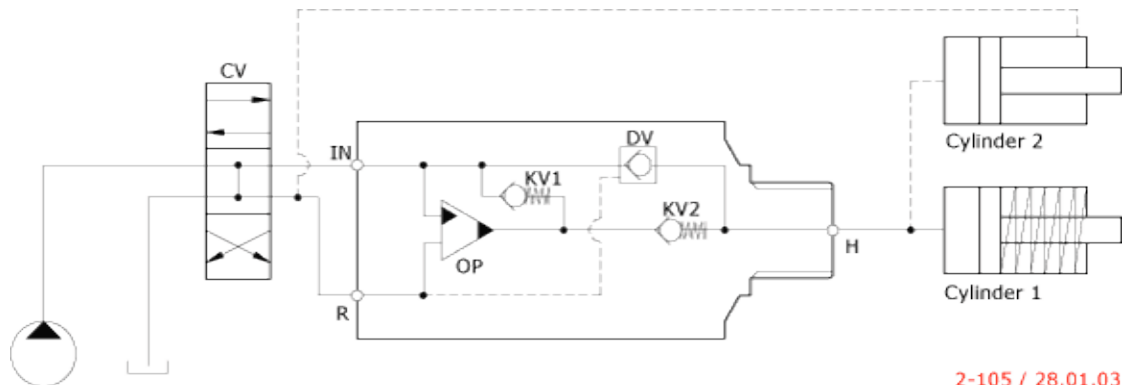 CV
Cylinder 2
IN
DV
KV1
KV2
OP
H
R
Cylinder 1
2-105 / 28.01.03